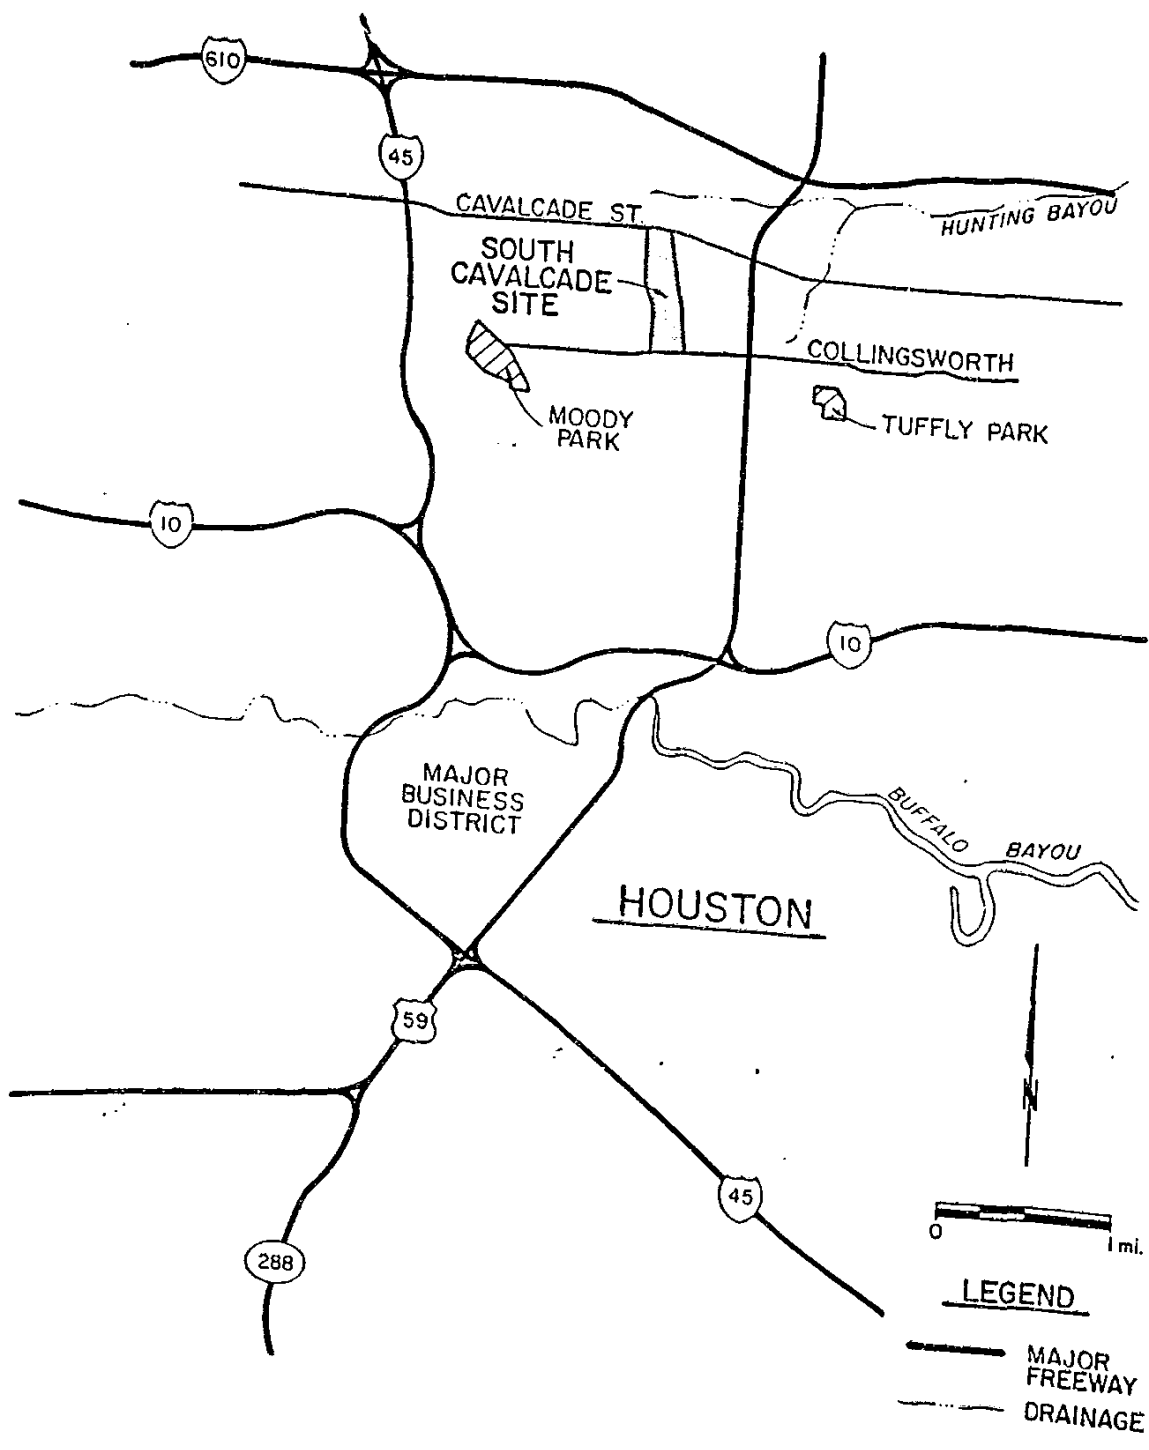 610
45
CAVALCADE ST.
HUNTING BAYOU
SOUTH
CAVALCADE
SITE
COLLINGSWORTH
MOODY
PARK
TUFFLY PARK
10
10
MAJOR
BUSINESS
DISTRICT
BUFFALO
BAYOU
HOUSTON
59
N
45
0
1 mi.
288
LEGEND
MAJOR
FREEWAY
DRAINAGE